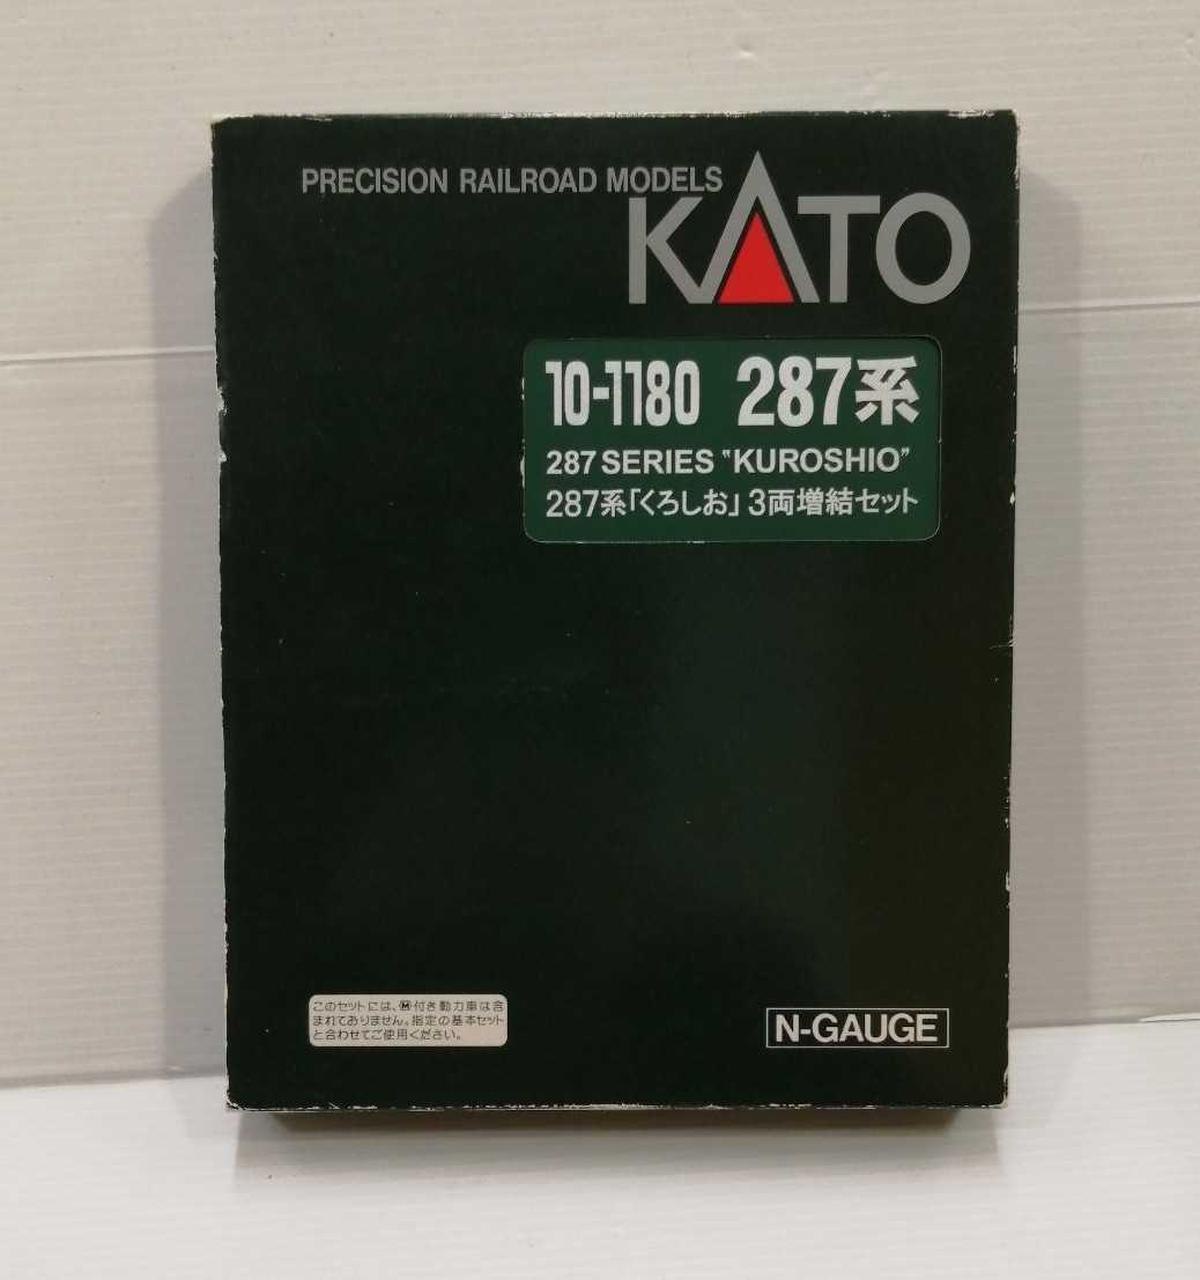 PRECISION RAILROAD MODELS
KATO
10-1180 287系
287 SERIES "KUROSHIO"
287系「くろしお」3両増結セット
このセットには、Ⓜ付き動力車は含
まれておりません。指定の基本セット
と合わせてご使用ください。
N-GAUGE